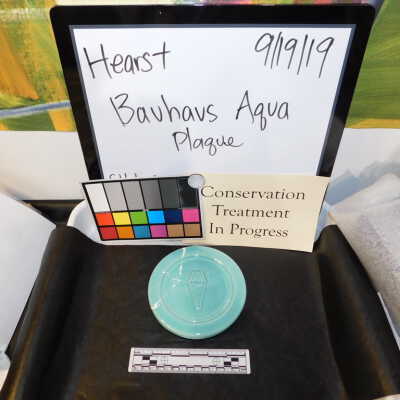 Hearst 9/19/19
Bauhaus Aqua
Plaque
Conservation
Treatment
In Progress